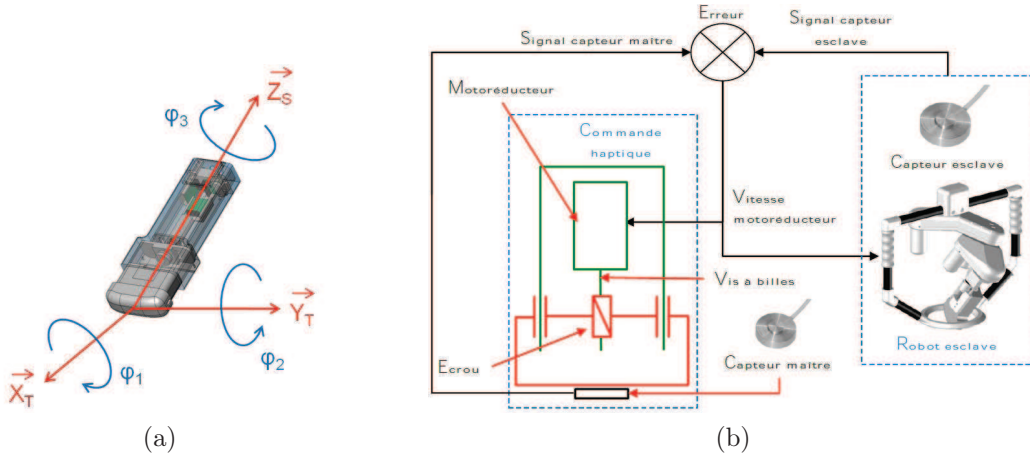 Z_S
φ3
Y_T
φ2
φ1
X_T
(a)
Erreur
Signal capteur maître
Signal capteur
esclave
Motoréducteur
Commande
haptique
Capteur esclave
Vitesse
motoréducteur
Vis à billes
Ecrou
Capteur maître
Robot esclave
(b)